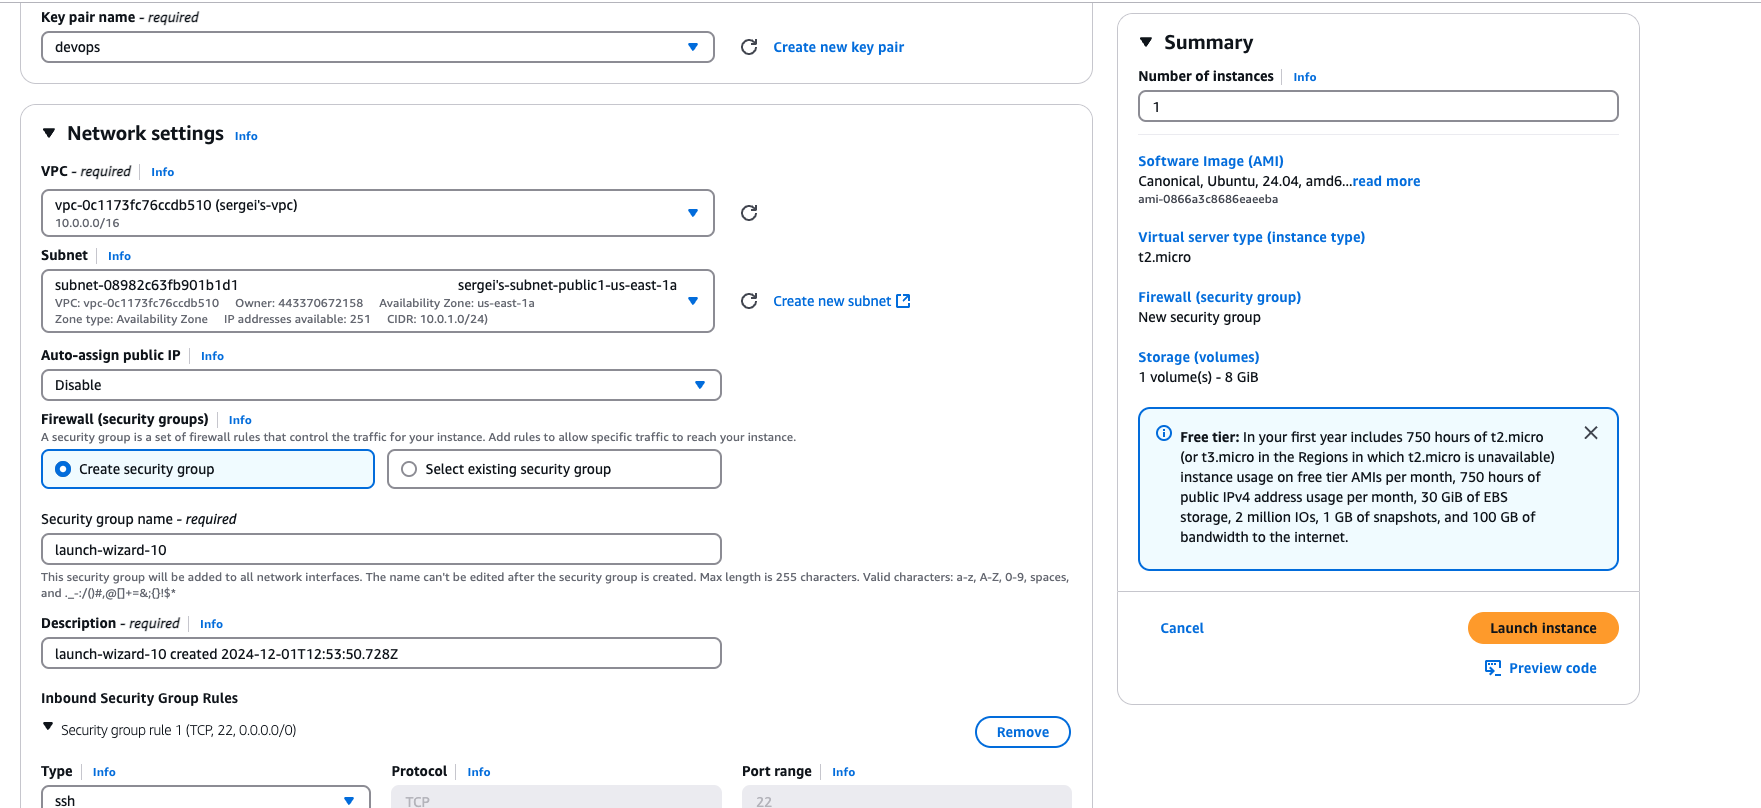 Key pair name - required
devops
Create new key pair
Network settings Info
VPC - required Info
vpc-0c1173fc76ccdb510 (sergei's-vpc)
10.0.0.0/16
Subnet Info
subnet-08982c63fb901b1d1 sergei's-subnet-public1-us-east-1a
VPC: vpc-0c1173fc76ccdb510 Owner: 443370672158 Availability Zone: us-east-1a
Zone type: Availability Zone IP addresses available: 251 CIDR: 10.0.1.0/24)
Create new subnet
Auto-assign public IP Info
Disable
Firewall (security groups) Info
A security group is a set of firewall rules that control the traffic for your instance. Add rules to allow specific traffic to reach your instance.
Create security group
Select existing security group
Security group name - required
launch-wizard-10
This security group will be added to all network interfaces. The name can't be edited after the security group is created. Max length is 255 characters. Valid characters: a-z, A-Z, 0-9, spaces,
and ._-:/()#,@[]+=&;{}!$*
Description - required Info
launch-wizard-10 created 2024-12-01T12:53:50.728Z
Inbound Security Group Rules
Security group rule 1 (TCP, 22, 0.0.0.0/0)
Remove
Type Info
Protocol Info
Port range Info
ssh
TCP
22
Summary
Number of instances Info
1
Software Image (AMI)
Canonical, Ubuntu, 24.04, amd6...read more
ami-0866a3c8686eaeeba
Virtual server type (instance type)
t2.micro
Firewall (security group)
New security group
Storage (volumes)
1 volume(s) - 8 GiB
Free tier: In your first year includes 750 hours of t2.micro
(or t3.micro in the Regions in which t2.micro is unavailable)
instance usage on free tier AMIs per month, 750 hours of
public IPv4 address usage per month, 30 GiB of EBS
storage, 2 million IOs, 1 GB of snapshots, and 100 GB of
bandwidth to the internet.
Cancel
Launch instance
Preview code